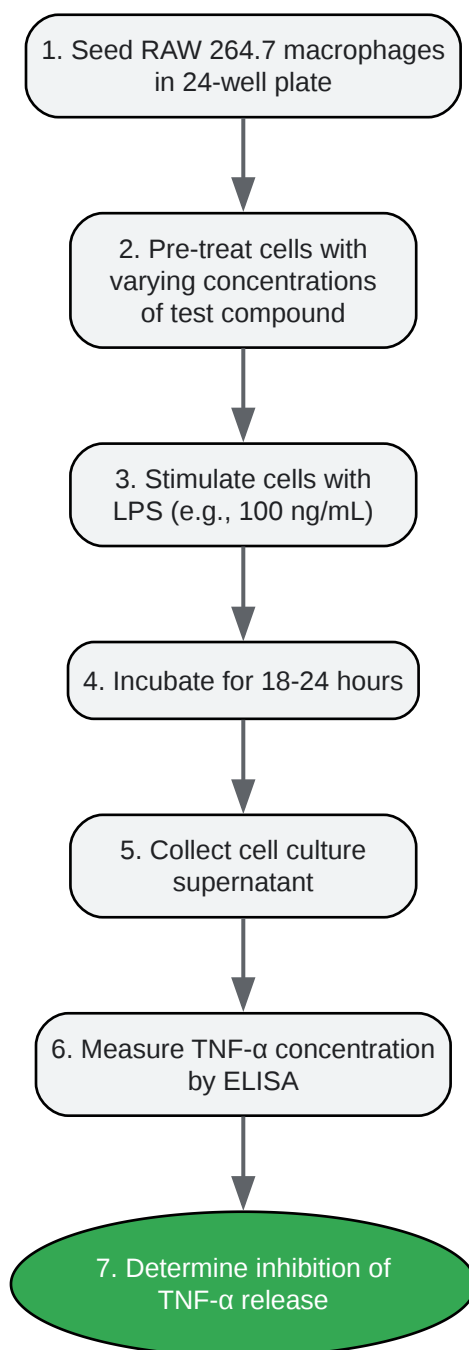 1. Seed RAW 264.7 macrophages
in 24-well plate
2. Pre-treat cells with
varying concentrations
of test compound
3. Stimulate cells with
LPS (e.g., 100 ng/mL)
4. Incubate for 18-24 hours
5. Collect cell culture
supernatant
6. Measure TNF-α concentration
by ELISA
7. Determine inhibition of
TNF-α release